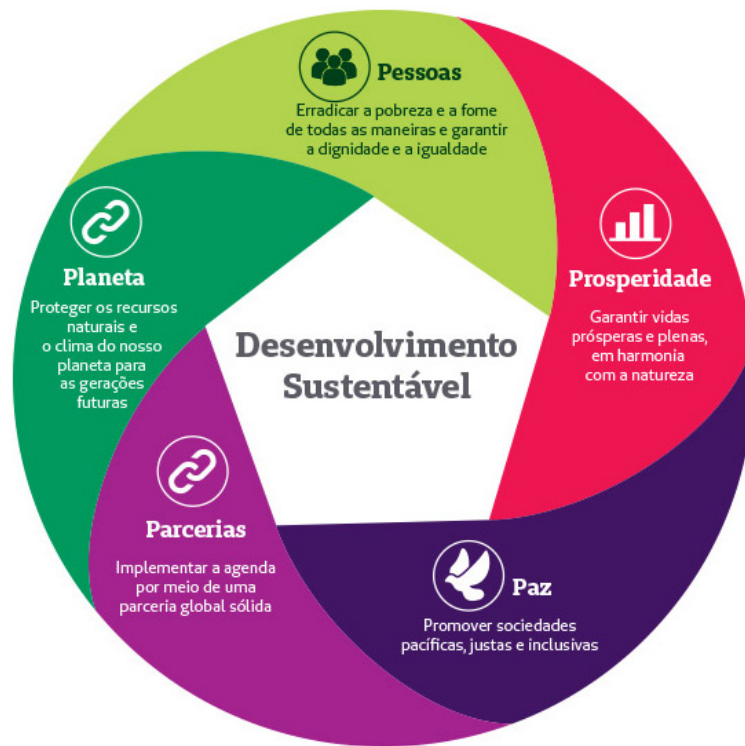 Pessoas
Erradicar a pobreza e a fome
de todas as maneiras e garantir
a dignidade e a igualdade
Prosperidade
Garantir vidas
prósperas e plenas,
em harmonia
com a natureza
Planeta
Proteger os recursos
naturais e
o clima do nosso
planeta para
as gerações
futuras
Desenvolvimento
Sustentável
Parcerias
Implementar a agenda
por meio de uma
parceria global sólida
Paz
Promover sociedades
pacíficas, justas e inclusivas